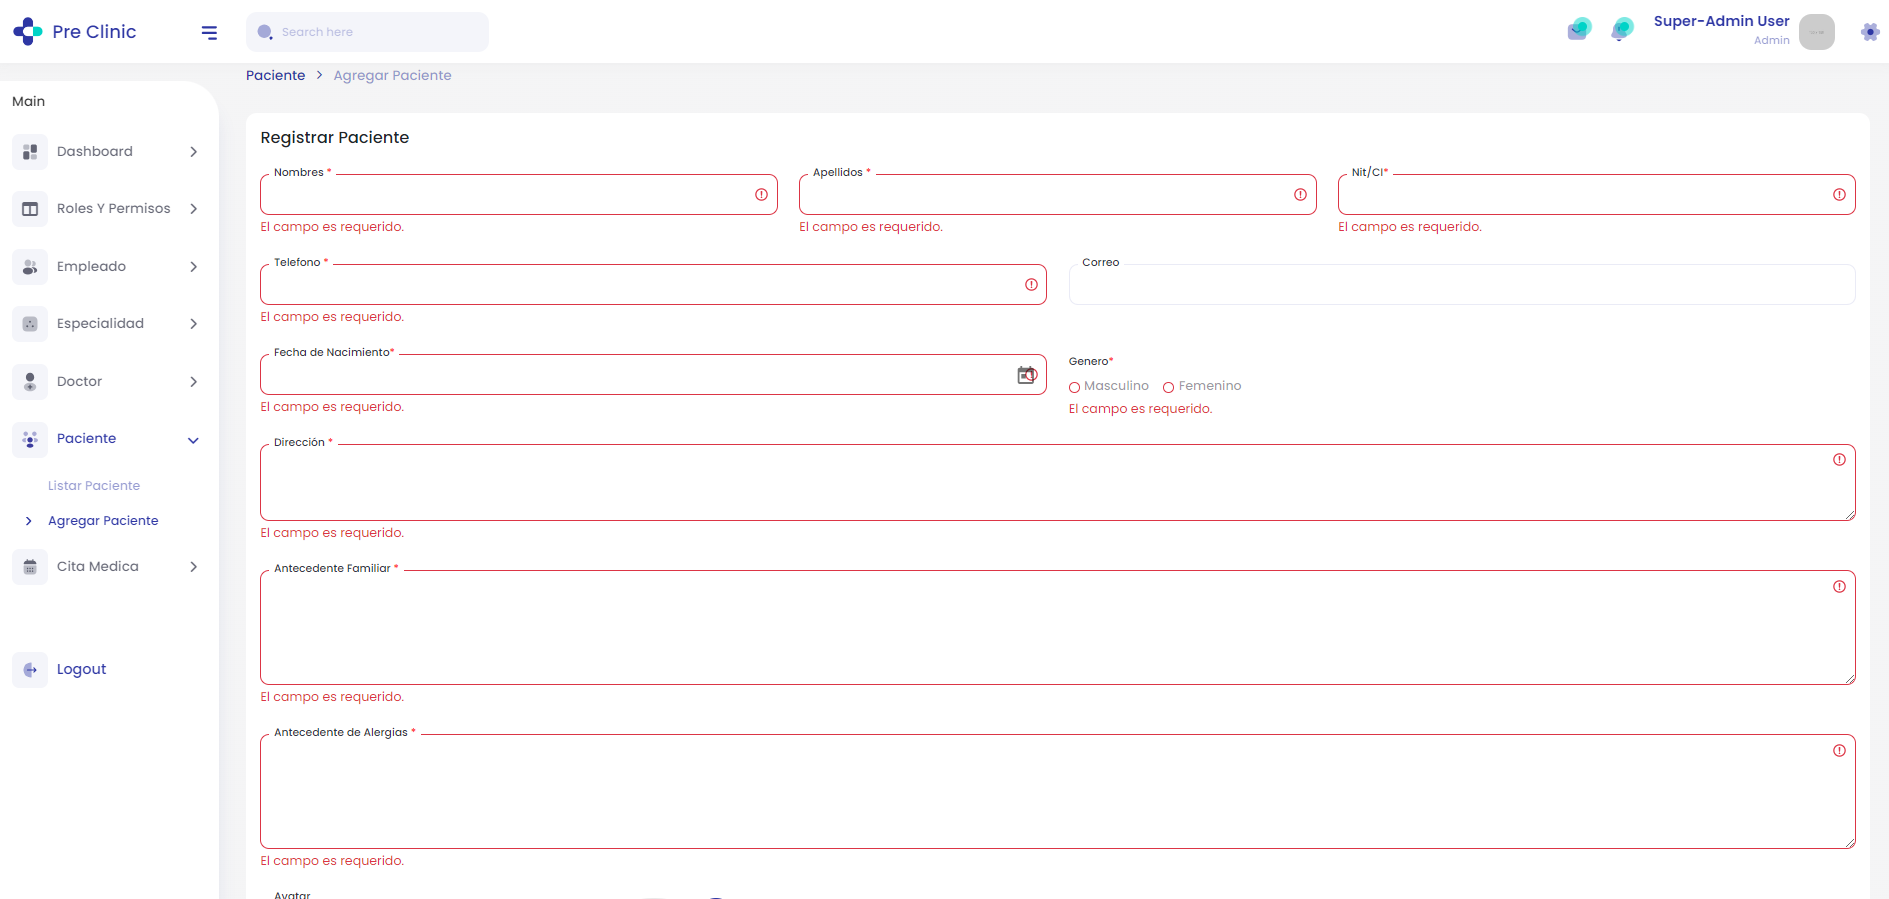 Pre Clinic
Search here
Super-Admin User
Admin
Paciente > Agregar Paciente
Main
Dashboard
Roles Y Permisos
Empleado
Especialidad
Doctor
Paciente
Listar Paciente
Agregar Paciente
Cita Medica
Logout
Registrar Paciente
Nombres *
El campo es requerido.
Apellidos *
El campo es requerido.
Nit/CI*
El campo es requerido.
Telefono *
El campo es requerido.
Correo
Fecha de Nacimiento*
El campo es requerido.
Genero*
Masculino Femenino
El campo es requerido.
Dirección *
El campo es requerido.
Antecedente Familiar *
El campo es requerido.
Antecedente de Alergias *
El campo es requerido.
Avatar